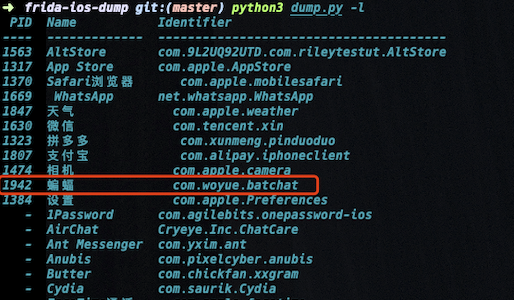 ➜ frida-ios-dump git:(master) python3 dump.py -l
PID Name Identifier
---- ------------- ---------------------------------------
1563 AltStore com.9L2UQ92UTD.com.rileytestut.AltStore
1317 App Store com.apple.AppStore
1370 Safari浏览器 com.apple.mobilesafari
1669 WhatsApp net.whatsapp.WhatsApp
1847 天气 com.apple.weather
1630 微信 com.tencent.xin
1323 拼多多 com.xunmeng.pinduoduo
1807 支付宝 com.alipay.iphoneclient
1474 相机 com.apple.camera
1942 蝙蝠 com.woyue.batchat
1384 设置 com.apple.Preferences
- 1Password com.agilebits.onepassword-ios
- AirChat Cryeye.Inc.ChatCare
- Ant Messenger com.yxim.ant
- Anubis com.pixelcyber.anubis
- Butter com.chickfan.xxgram
- Cydia com.saurik.Cydia